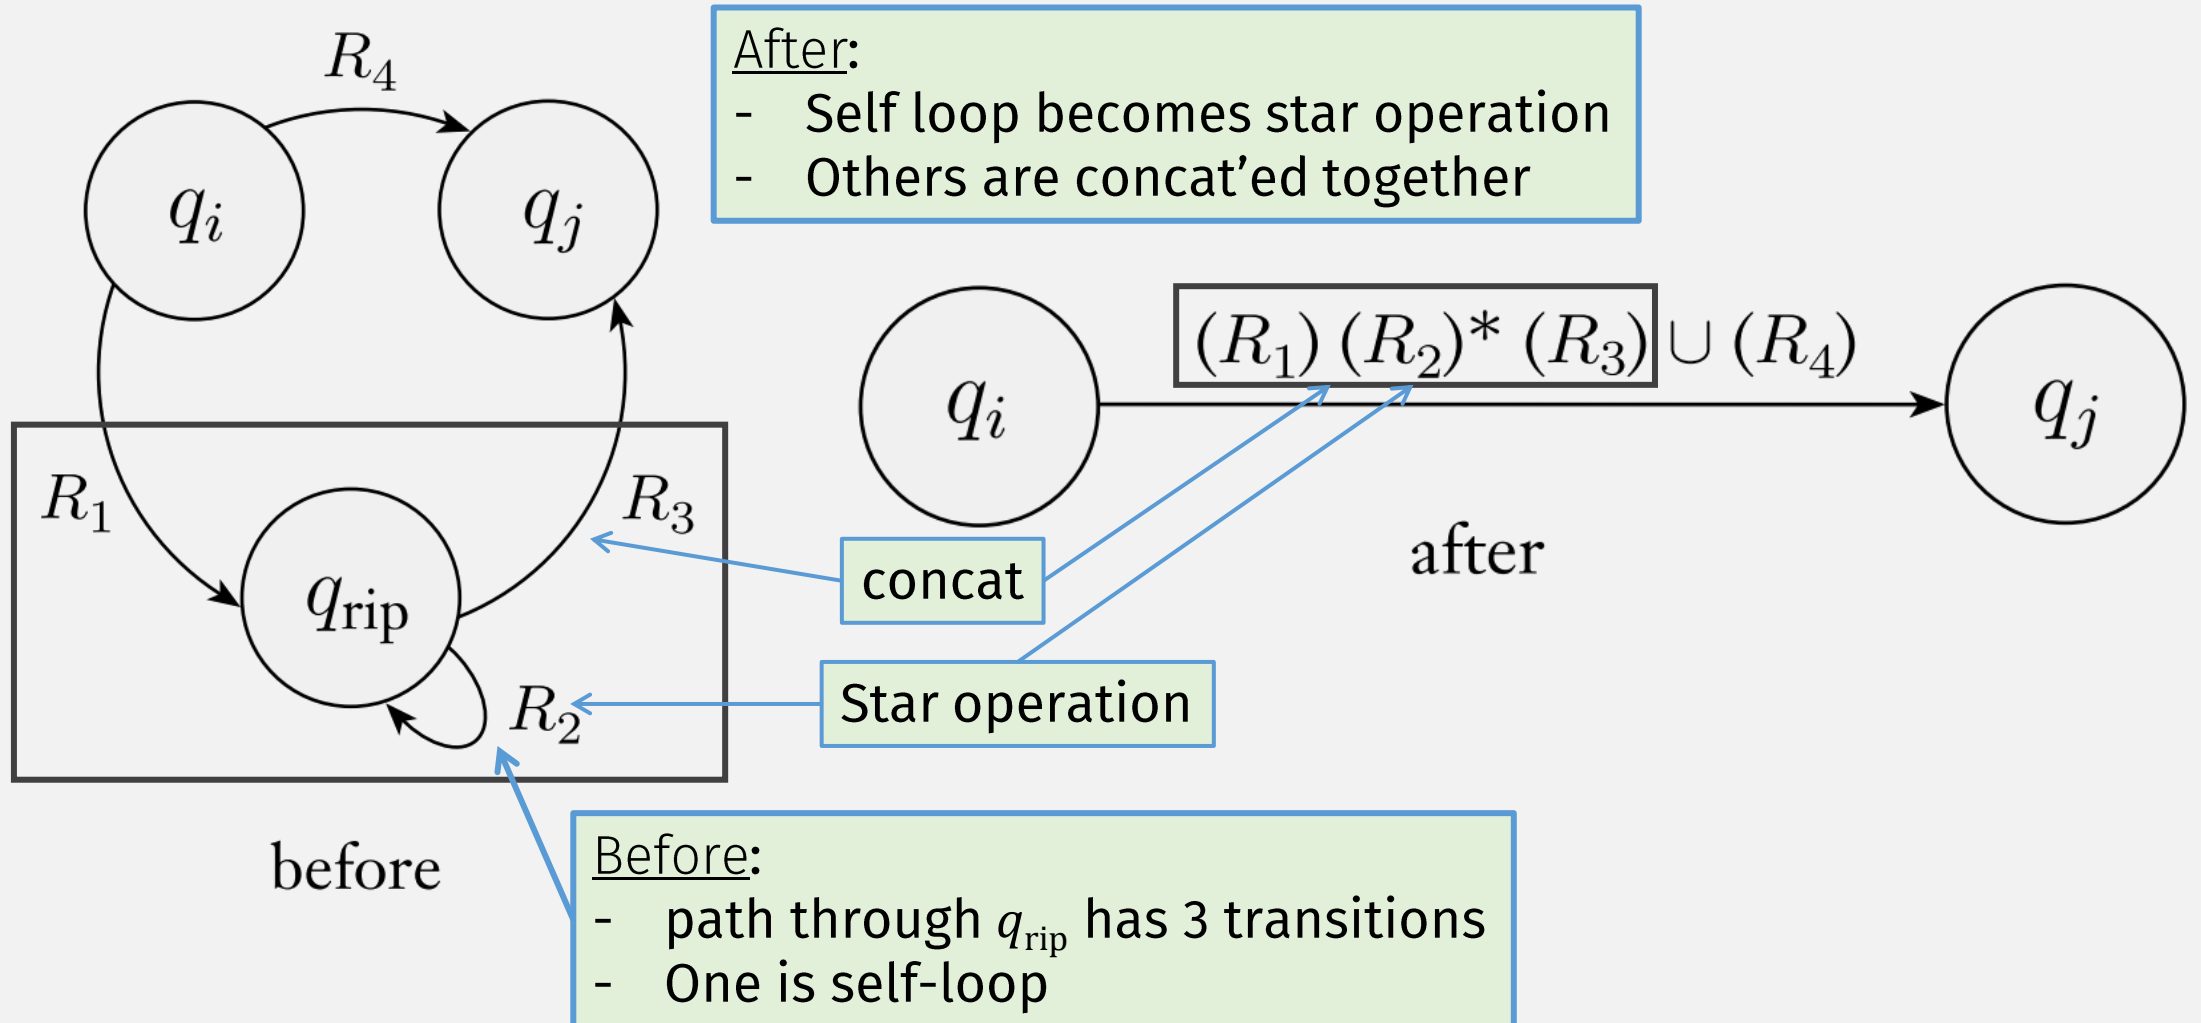 R₄
After:
- Self loop becomes star operation
- Others are concat’ed together
qᵢ
qⱼ
(R₁) (R₂)* (R₃) ∪ (R₄)
qᵢ
qⱼ
R₁
R₃
q_rip
R₂
concat
after
Star operation
before
Before:
- path through q_rip has 3 transitions
- One is self-loop